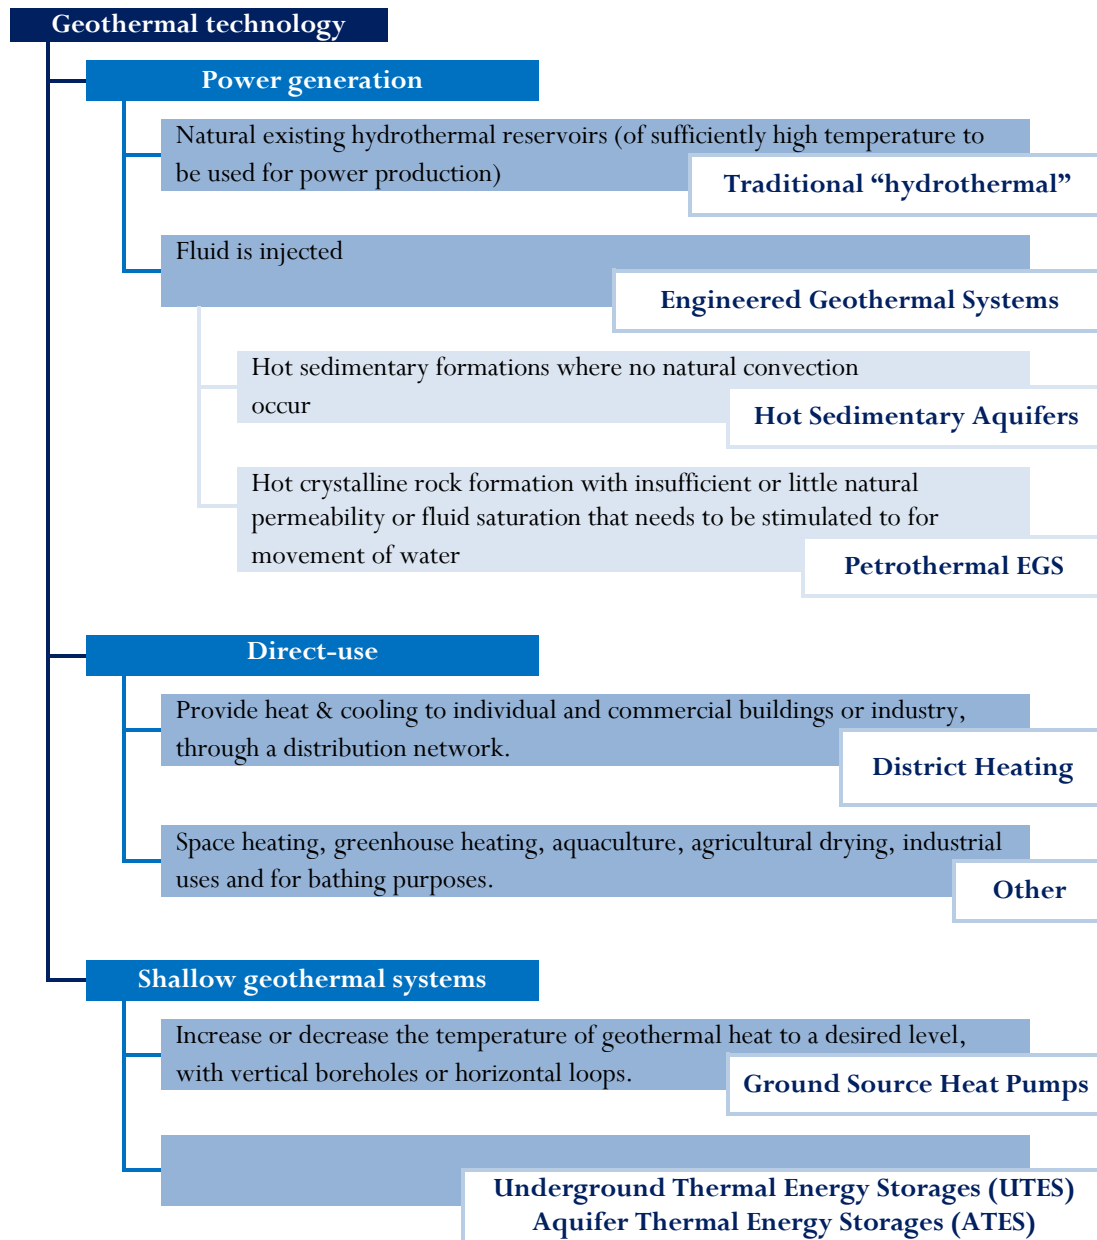 Geothermal technology
Power generation
Natural existing hydrothermal reservoirs (of sufficiently high temperature to
be used for power production)
Traditional “hydrothermal”
Fluid is injected
Engineered Geothermal Systems
Hot sedimentary formations where no natural convection
occur
Hot Sedimentary Aquifers
Hot crystalline rock formation with insufficient or little natural
permeability or fluid saturation that needs to be stimulated to for
movement of water
Petrothermal EGS
Direct-use
Provide heat & cooling to individual and commercial buildings or industry,
through a distribution network.
District Heating
Space heating, greenhouse heating, aquaculture, agricultural drying, industrial
uses and for bathing purposes.
Other
Shallow geothermal systems
Increase or decrease the temperature of geothermal heat to a desired level,
with vertical boreholes or horizontal loops.
Ground Source Heat Pumps
Underground Thermal Energy Storages (UTES)
Aquifer Thermal Energy Storages (ATES)